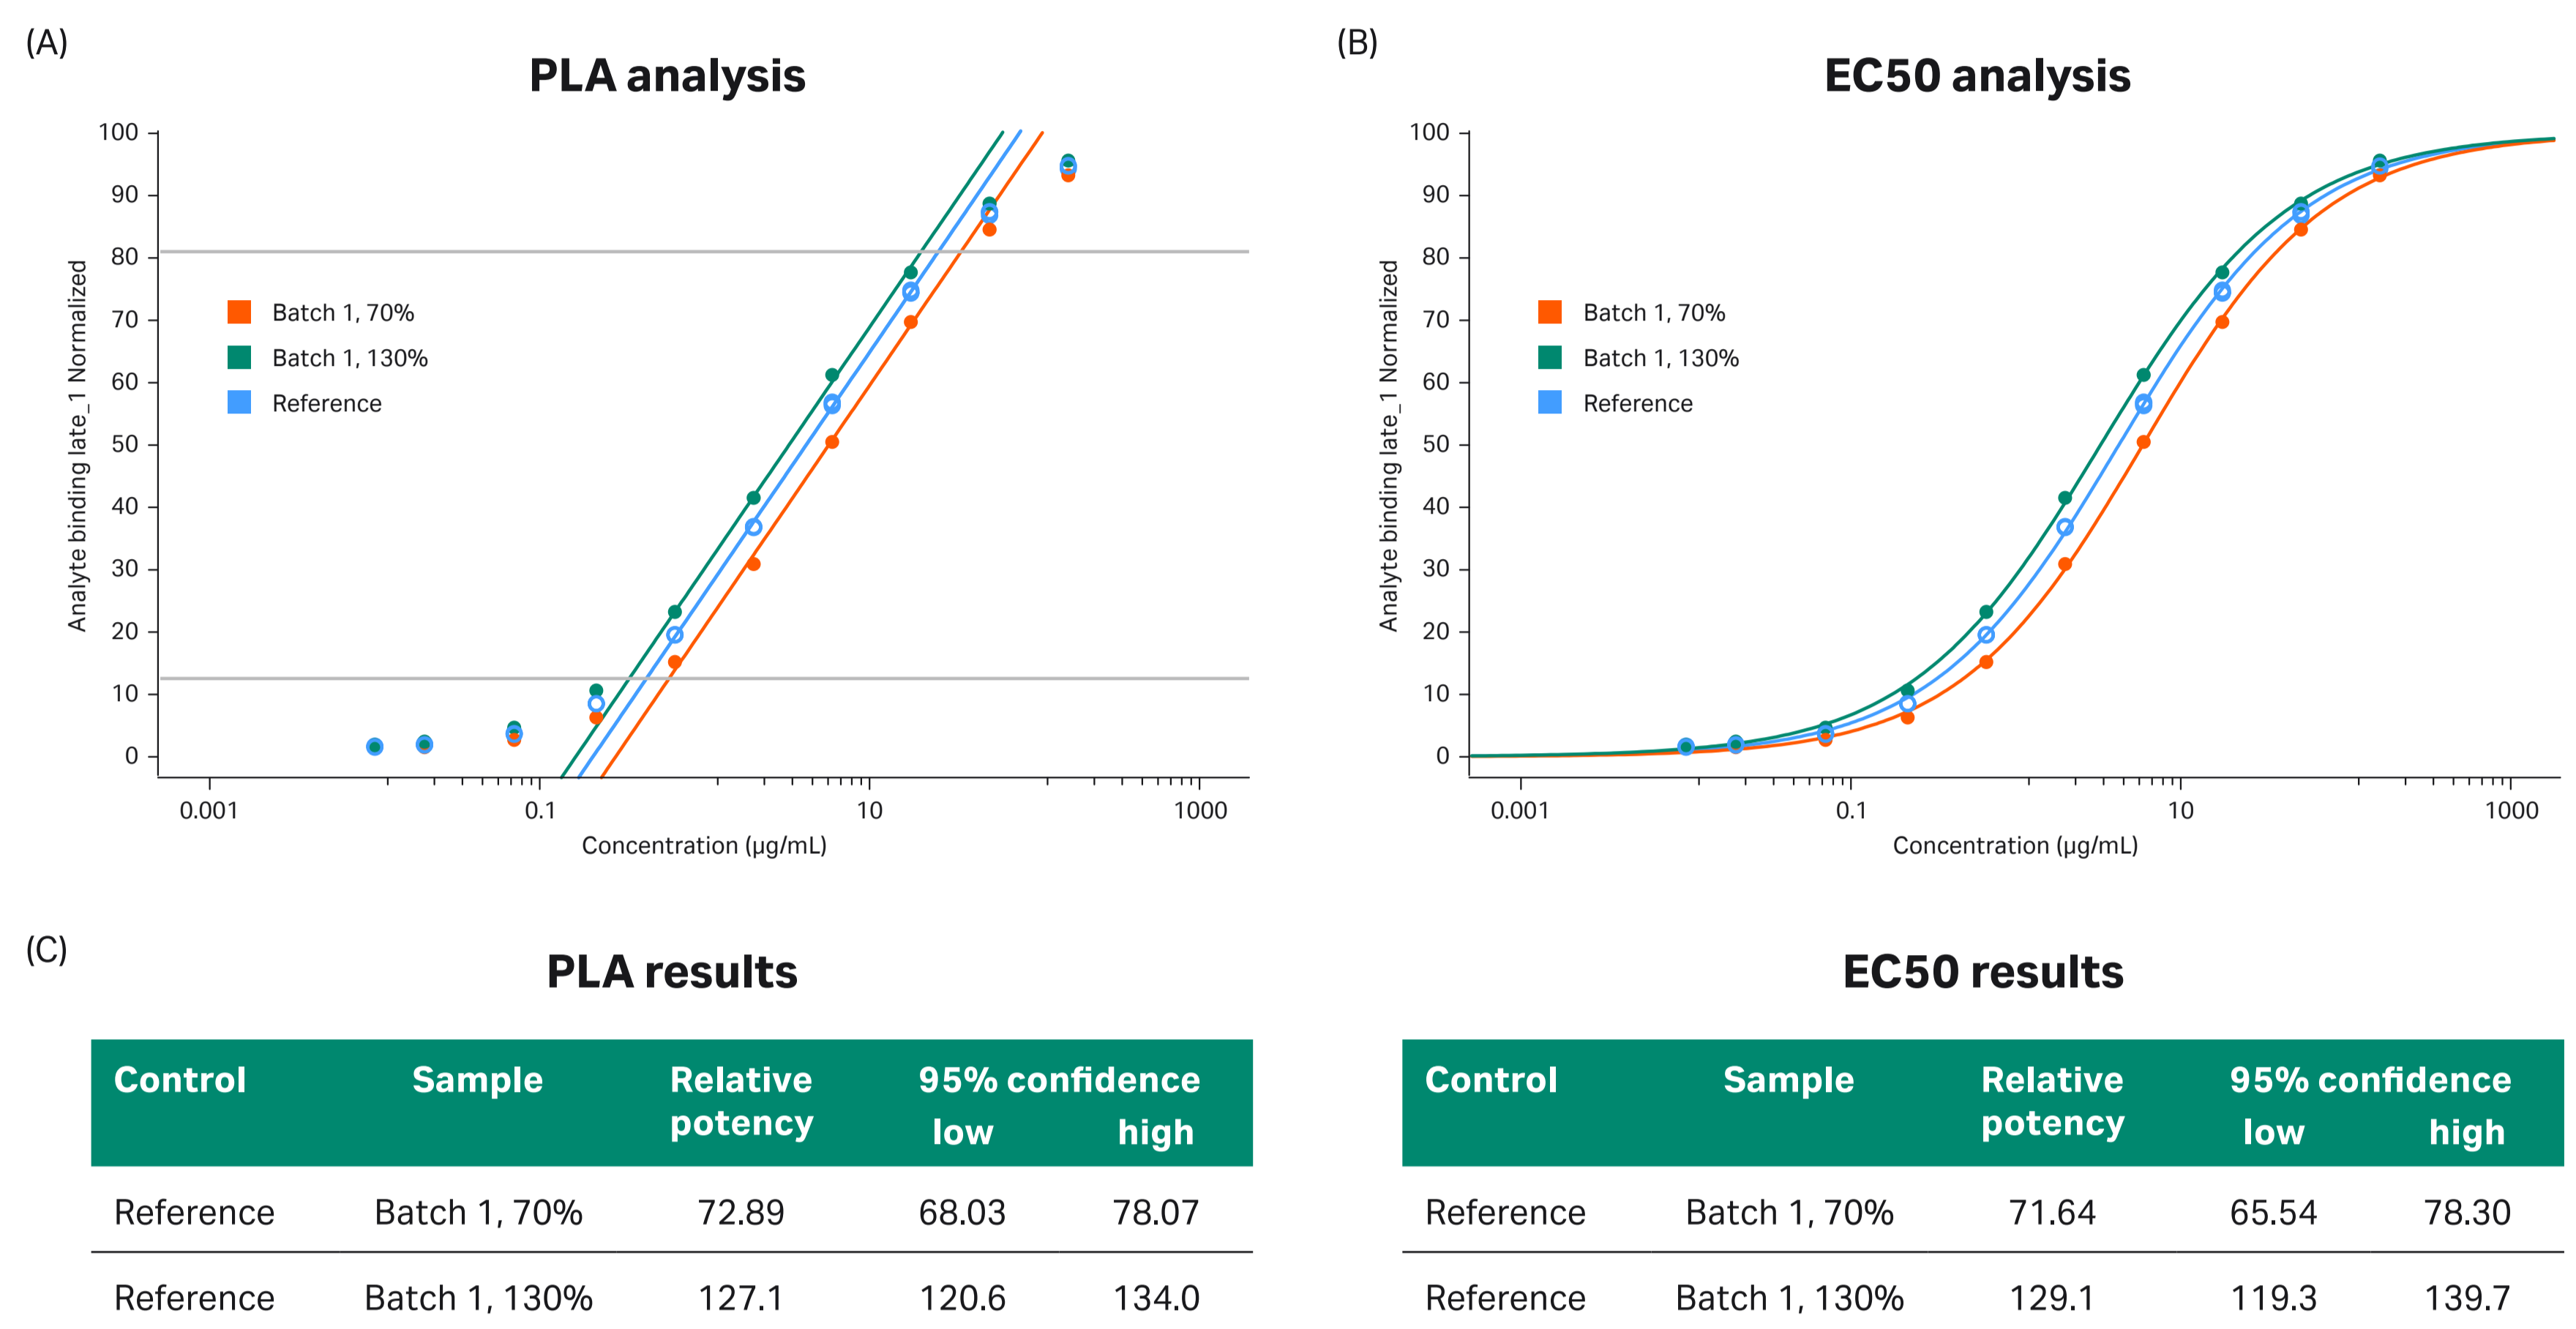 (A)
PLA analysis
100
90
80
70
60
50
40
30
20
10
0
Analyte binding late_1 Normalized
Batch 1, 70%
Batch 1, 130%
Reference
0.001 0.1 10 1000
Concentration (µg/mL)
(B)
EC50 analysis
100
90
80
70
60
50
40
30
20
10
0
Analyte binding late_1 Normalized
Batch 1, 70%
Batch 1, 130%
Reference
0.001 0.1 10 1000
Concentration (µg/mL)
(C)
PLA results
Control Sample Relative 95% confidence
potency low high
Reference Batch 1, 70% 72.89 68.03 78.07
Reference Batch 1, 130% 127.1 120.6 134.0
EC50 results
Control Sample Relative 95% confidence
potency low high
Reference Batch 1, 70% 71.64 65.54 78.30
Reference Batch 1, 130% 129.1 119.3 139.7